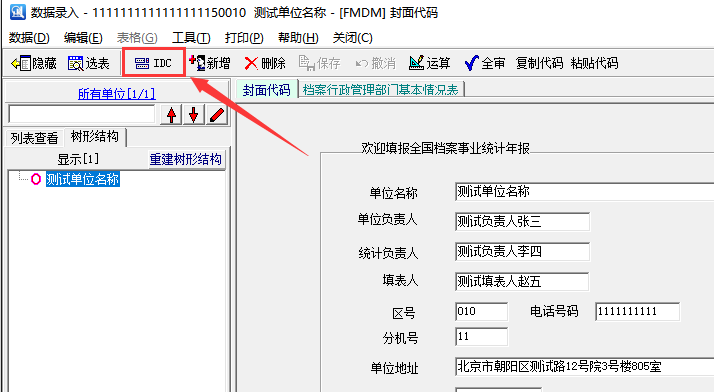 数据录入 - 1111111111111111150010 测试单位名称 - [FMDM] 封面代码
数据(D) 编辑(E) 表格(G) 工具(T) 打印(P) 帮助(H) 关闭(C)
隐藏 选表 IDC 新增 删除 保存 撤消 运算 全审 复制代码 粘贴代码
所有单位[1/1]
封面代码 档案行政管理部门基本情况表
列表查看 树形结构
显示[1] 重建树形结构
测试单位名称
欢迎填报全国档案事业统计年报
单位名称 测试单位名称
单位负责人 测试负责人张三
统计负责人 测试负责人李四
填表人 测试填表人赵五
区号 010 电话号码 1111111111
分机号 11
单位地址 北京市朝阳区测试路12号院3号楼805室